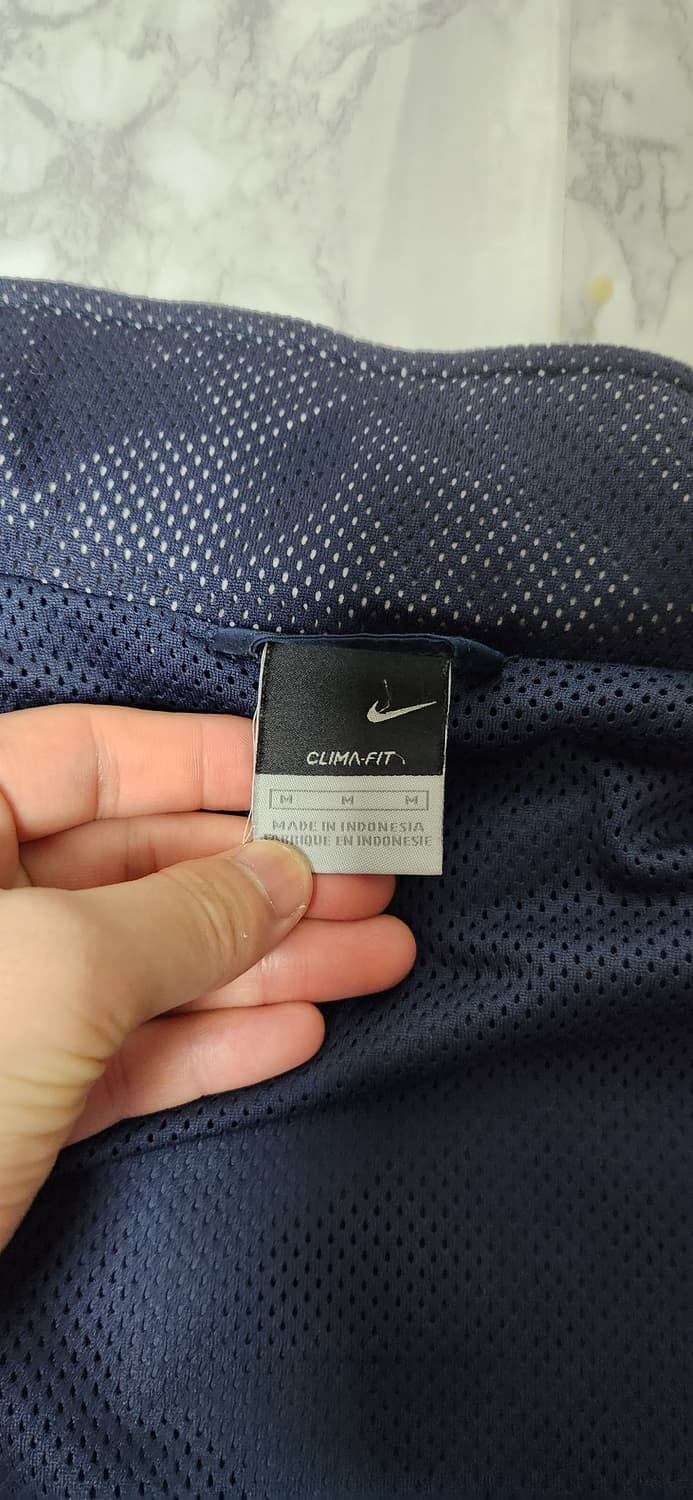 CLIMA-FIT
M M M
MADE IN INDONESIA
FABRIQUE EN INDONESIE